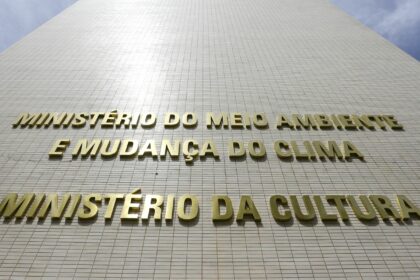 MINISTÉRIO DO MEIO AMBIENTE
E MUDANÇA DO CLIMA
MINISTÉRIO DA CULTURA